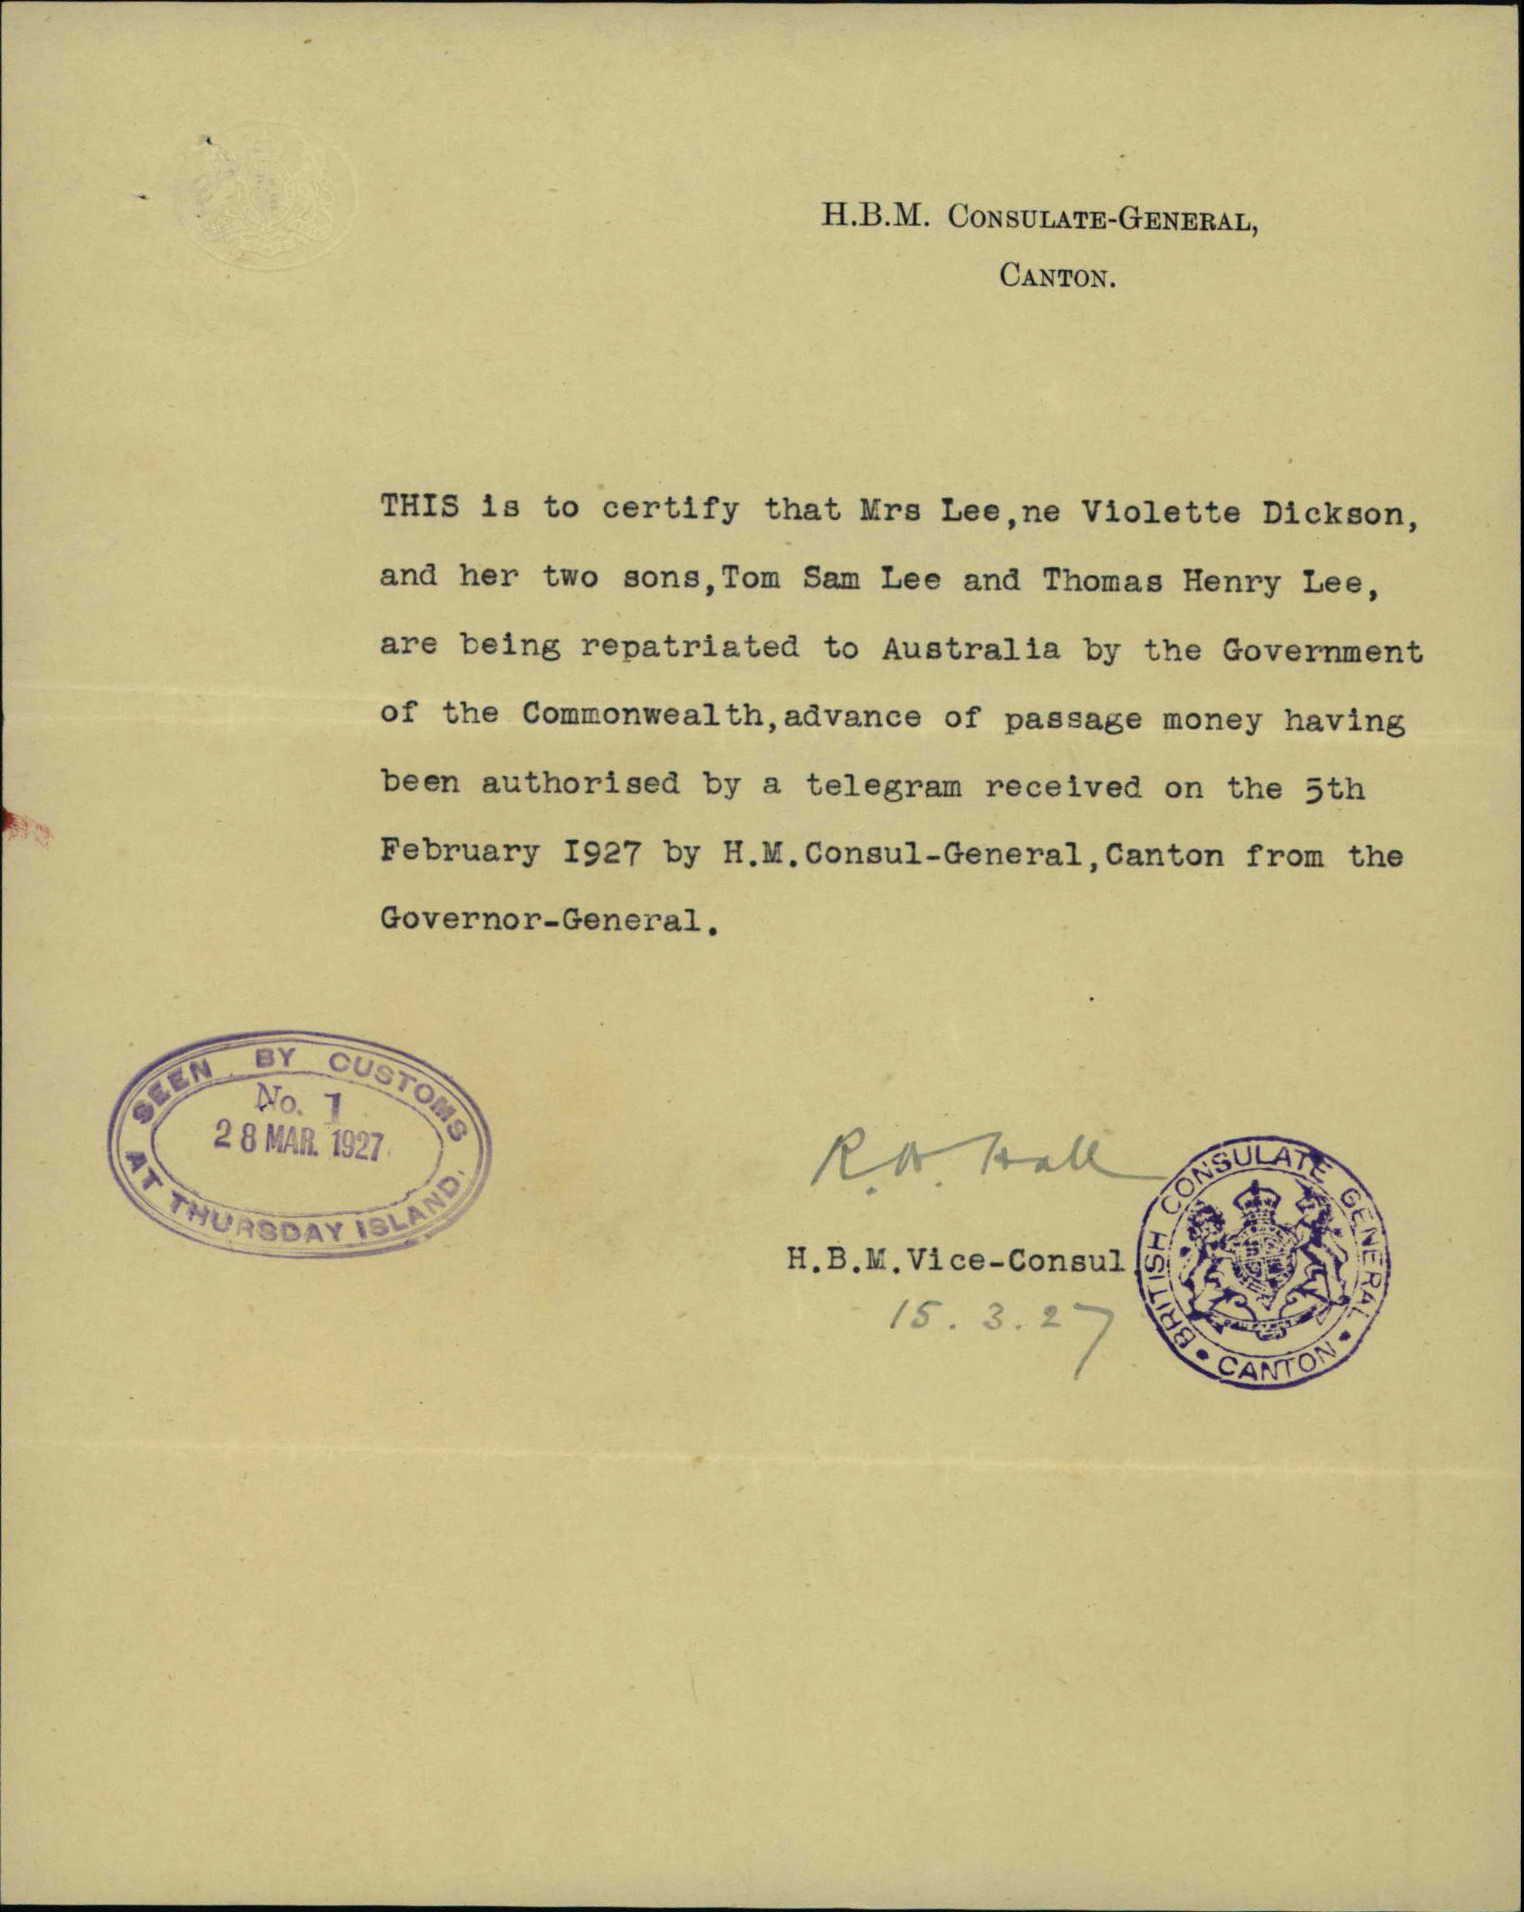 H.B.M. CONSULATE-GENERAL,
CANTON.
THIS is to certify that Mrs Lee,ne Violette Dickson,
and her two sons,Tom Sam Lee and Thomas Henry Lee,
are being repatriated to Australia by the Government
of the Commonwealth,advance of passage money having
been authorised by a telegram received on the 5th
February I927 by H.M.Consul-General,Canton from the
Governor-General.
SEEN BY CUSTOMS
No. 1
28 MAR. 1927
AT THURSDAY ISLAND.
R.W. Hall
H.B.M.Vice-Consul.
15.3.27
BRITISH CONSULATE GENERAL
• CANTON •